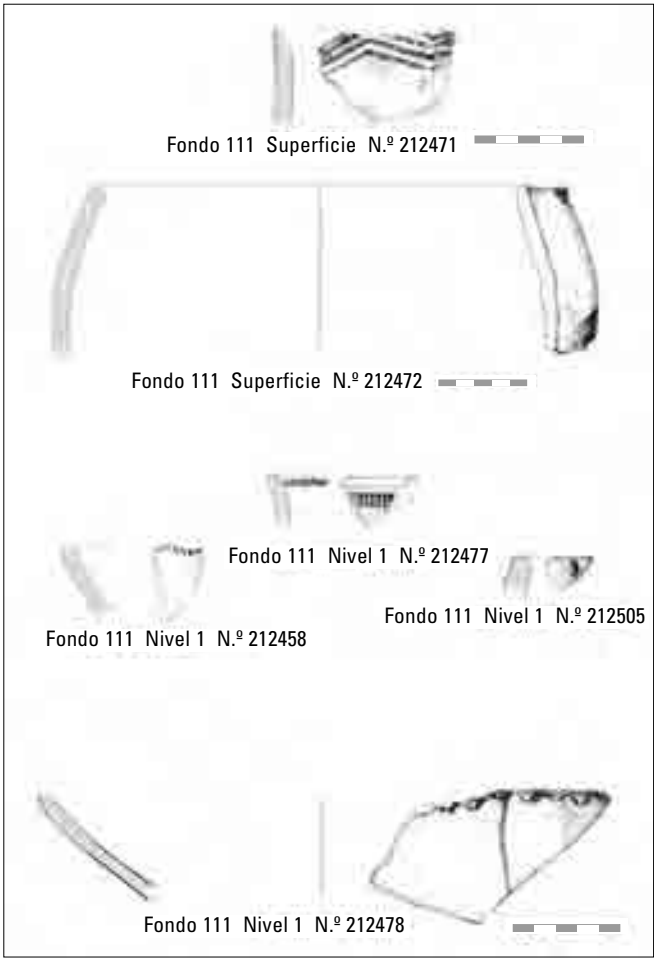 Fondo 111 Superficie N.º 212471
Fondo 111 Superficie N.º 212472
Fondo 111 Nivel 1 N.º 212477
Fondo 111 Nivel 1 N.º 212505
Fondo 111 Nivel 1 N.º 212458
Fondo 111 Nivel 1 N.º 212478